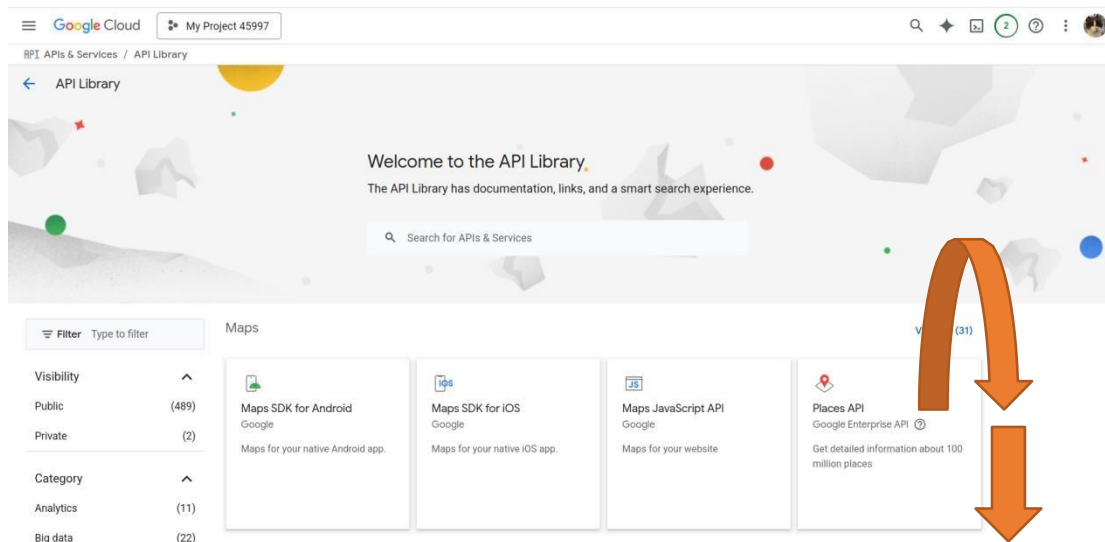 Google Cloud
My Project 45997
2
API APIs & Services / API Library
API Library
Welcome to the API Library.
The API Library has documentation, links, and a smart search experience.
Search for APIs & Services
Filter Type to filter
Maps
(31)
Visibility
Public (489)
Private (2)
Category
Analytics (11)
Big data (22)
Maps SDK for Android
Google
Maps for your native Android app.
iOS
Maps SDK for iOS
Google
Maps for your native iOS app.
JS
Maps JavaScript API
Google
Maps for your website
Places API
Google Enterprise API
Get detailed information about 100
million places